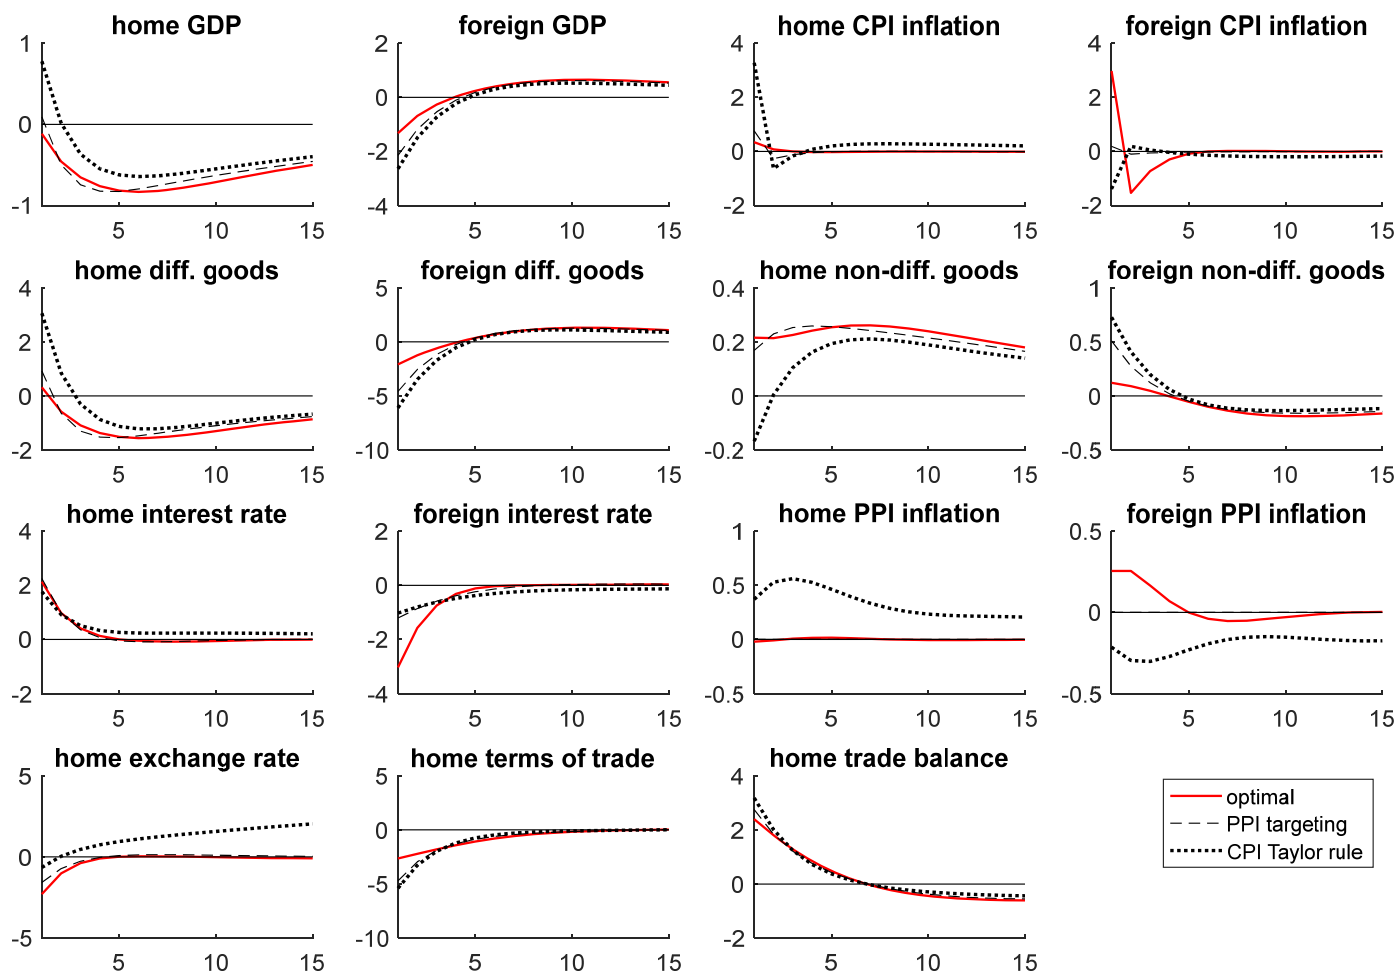 home GDP
foreign GDP
home CPI inflation
foreign CPI inflation
1
0
-1
5 10 15
2
0
-2
-4
5 10 15
4
2
0
-2
5 10 15
4
2
0
-2
5 10 15
home diff. goods
foreign diff. goods
home non-diff. goods
foreign non-diff. goods
4
2
0
-2
5 10 15
5
0
-5
-10
5 10 15
0.4
0.2
0
-0.2
5 10 15
1
0.5
0
-0.5
5 10 15
home interest rate
foreign interest rate
home PPI inflation
foreign PPI inflation
4
2
0
-2
5 10 15
2
0
-2
-4
5 10 15
1
0.5
0
-0.5
5 10 15
0.5
0
-0.5
5 10 15
home exchange rate
home terms of trade
home trade balance
5
0
-5
5 10 15
5
0
-5
-10
5 10 15
4
2
0
-2
5 10 15
optimal
PPI targeting
CPI Taylor rule